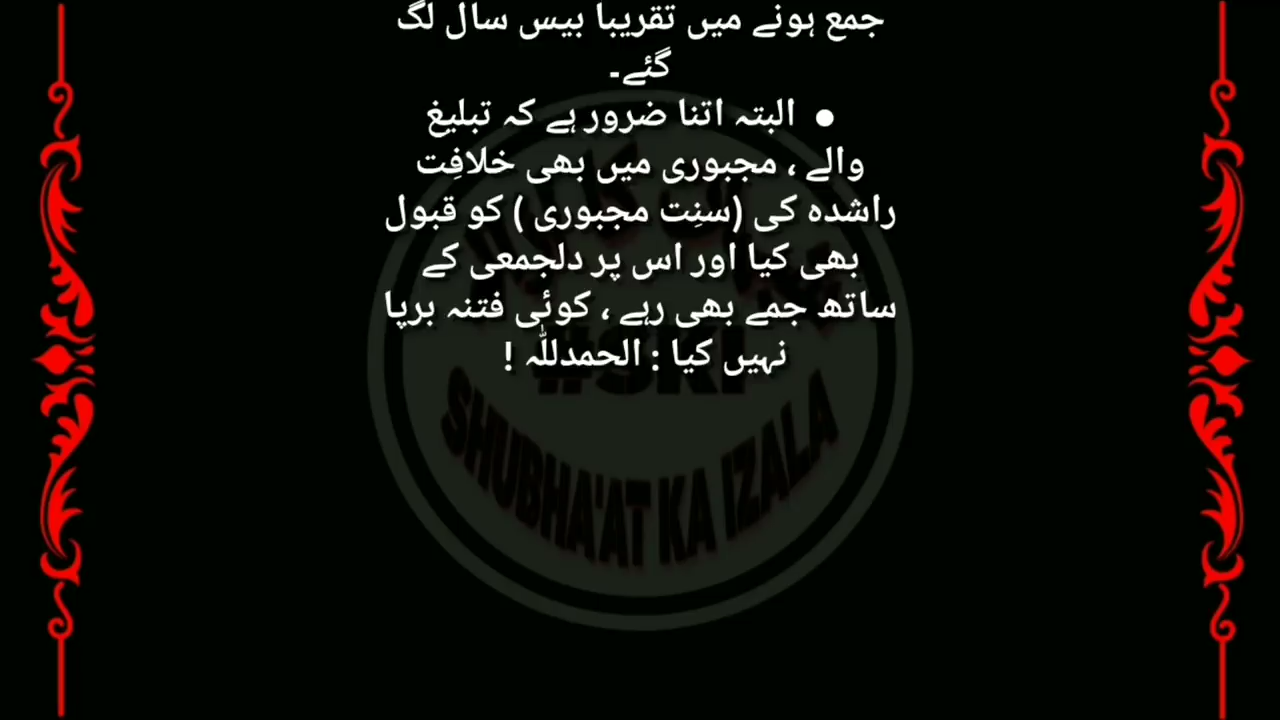 جمع ہونے میں تقریبا بیس سال لگ
گئے۔
● البتہ اتنا ضرور ہے کہ تبلیغ
والے ، مجبوری میں بھی خلافِت
راشدہ کی (سنِت مجبوری ) کو قبول
بھی کیا اور اس پر دلجمعی کے
ساتھ جمے بھی رہے ، کوئی فتنہ برپا
نہیں کیا : الحمدللّٰہ !
#SKI
SHUBHA'AT KA IZALA